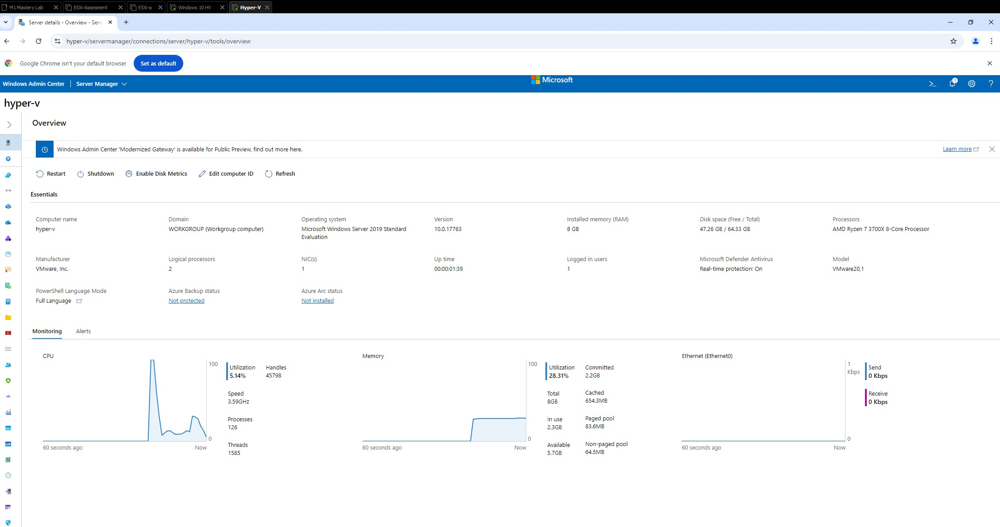 M1 Mastery Lab
ESXi-Assesment
ESXi-a
Windows 10 HV
Hyper-V
Server details - Overview - Serv
hyper-v/servermanager/connections/server/hyper-v/tools/overview
Google Chrome isn't your default browser
Set as default
Windows Admin Center
Server Manager
Microsoft
1
hyper-v
Overview
Windows Admin Center 'Modernized Gateway' is available for Public Preview, find out more here.
Learn more
Restart
Shutdown
Enable Disk Metrics
Edit computer ID
Refresh
Essentials
Computer name
hyper-v
Domain
WORKGROUP (Workgroup computer)
Operating system
Microsoft Windows Server 2019 Standard
Evaluation
Version
10.0.17763
Installed memory (RAM)
8 GB
Disk space (Free / Total)
47.26 GB / 64.33 GB
Processors
AMD Ryzen 7 3700X 8-Core Processor
Manufacturer
VMware, Inc.
Logical processors
2
NIC(s)
1
Up time
00:00:01:39
Logged in users
1
Microsoft Defender Antivirus
Real-time protection: On
Model
VMware20,1
PowerShell Language Mode
Full Language
Azure Backup status
Not protected
Azure Arc status
Not installed
Monitoring
Alerts
CPU
100
0
60 seconds ago
Now
Utilization
5.14%
Handles
45798
Speed
3.59GHz
Processes
126
Threads
1585
Memory
100
0
60 seconds ago
Now
Utilization
28.31%
Committed
2.2GB
Total
8GB
Cached
654.3MB
In use
2.3GB
Paged pool
83.6MB
Available
5.7GB
Non-paged pool
64.5MB
Ethernet (Ethernet0)
1
Kbps
0
60 seconds ago
Now
Send
0 Kbps
Receive
0 Kbps